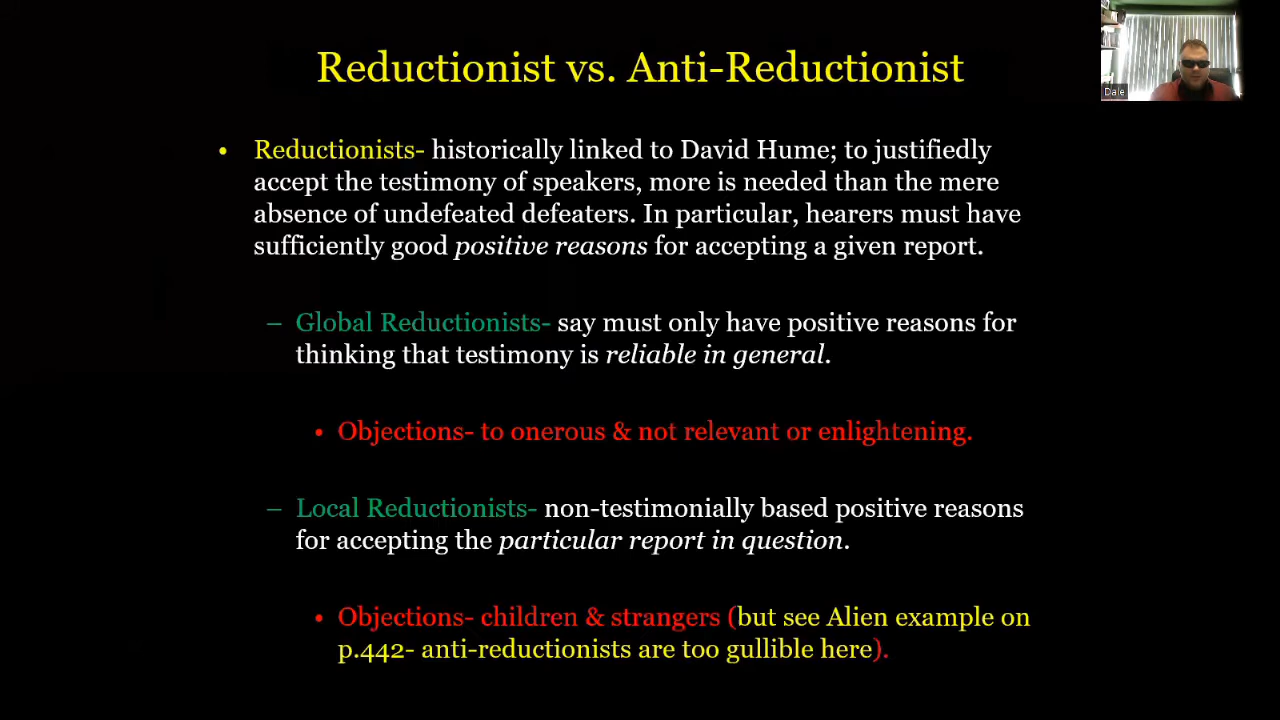 Reductionist vs. Anti-Reductionist
Dale
• Reductionists- historically linked to David Hume; to justifiedly
accept the testimony of speakers, more is needed than the mere
absence of undefeated defeaters. In particular, hearers must have
sufficiently good positive reasons for accepting a given report.
– Global Reductionists- say must only have positive reasons for
thinking that testimony is reliable in general.
• Objections- to onerous & not relevant or enlightening.
– Local Reductionists- non-testimonially based positive reasons
for accepting the particular report in question.
• Objections- children & strangers (but see Alien example on
p.442- anti-reductionists are too gullible here).